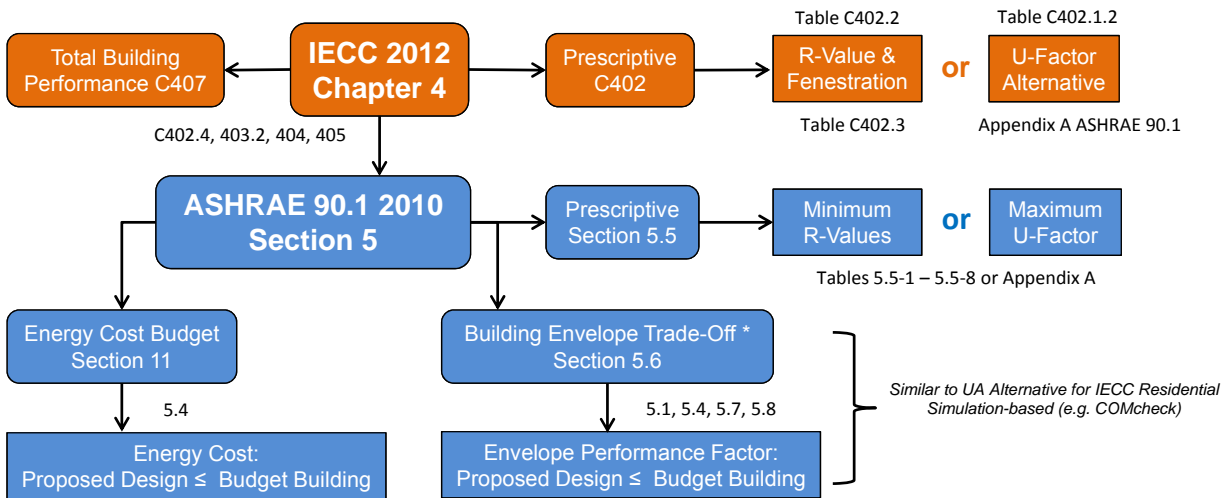 Table C402.2
Table C402.1.2
Total Building
Performance C407
IECC 2012
Chapter 4
Prescriptive
C402
R-Value &
Fenestration
or
U-Factor
Alternative
C402.4, 403.2, 404, 405
Table C402.3
Appendix A ASHRAE 90.1
ASHRAE 90.1 2010
Section 5
Prescriptive
Section 5.5
Minimum
R-Values
or
Maximum
U-Factor
Tables 5.5-1 – 5.5-8 or Appendix A
Energy Cost Budget
Section 11
Building Envelope Trade-Off *
Section 5.6
5.4
5.1, 5.4, 5.7, 5.8
Similar to UA Alternative for IECC Residential
Simulation-based (e.g. COMcheck)
Energy Cost:
Proposed Design ≤ Budget Building
Envelope Performance Factor:
Proposed Design ≤ Budget Building